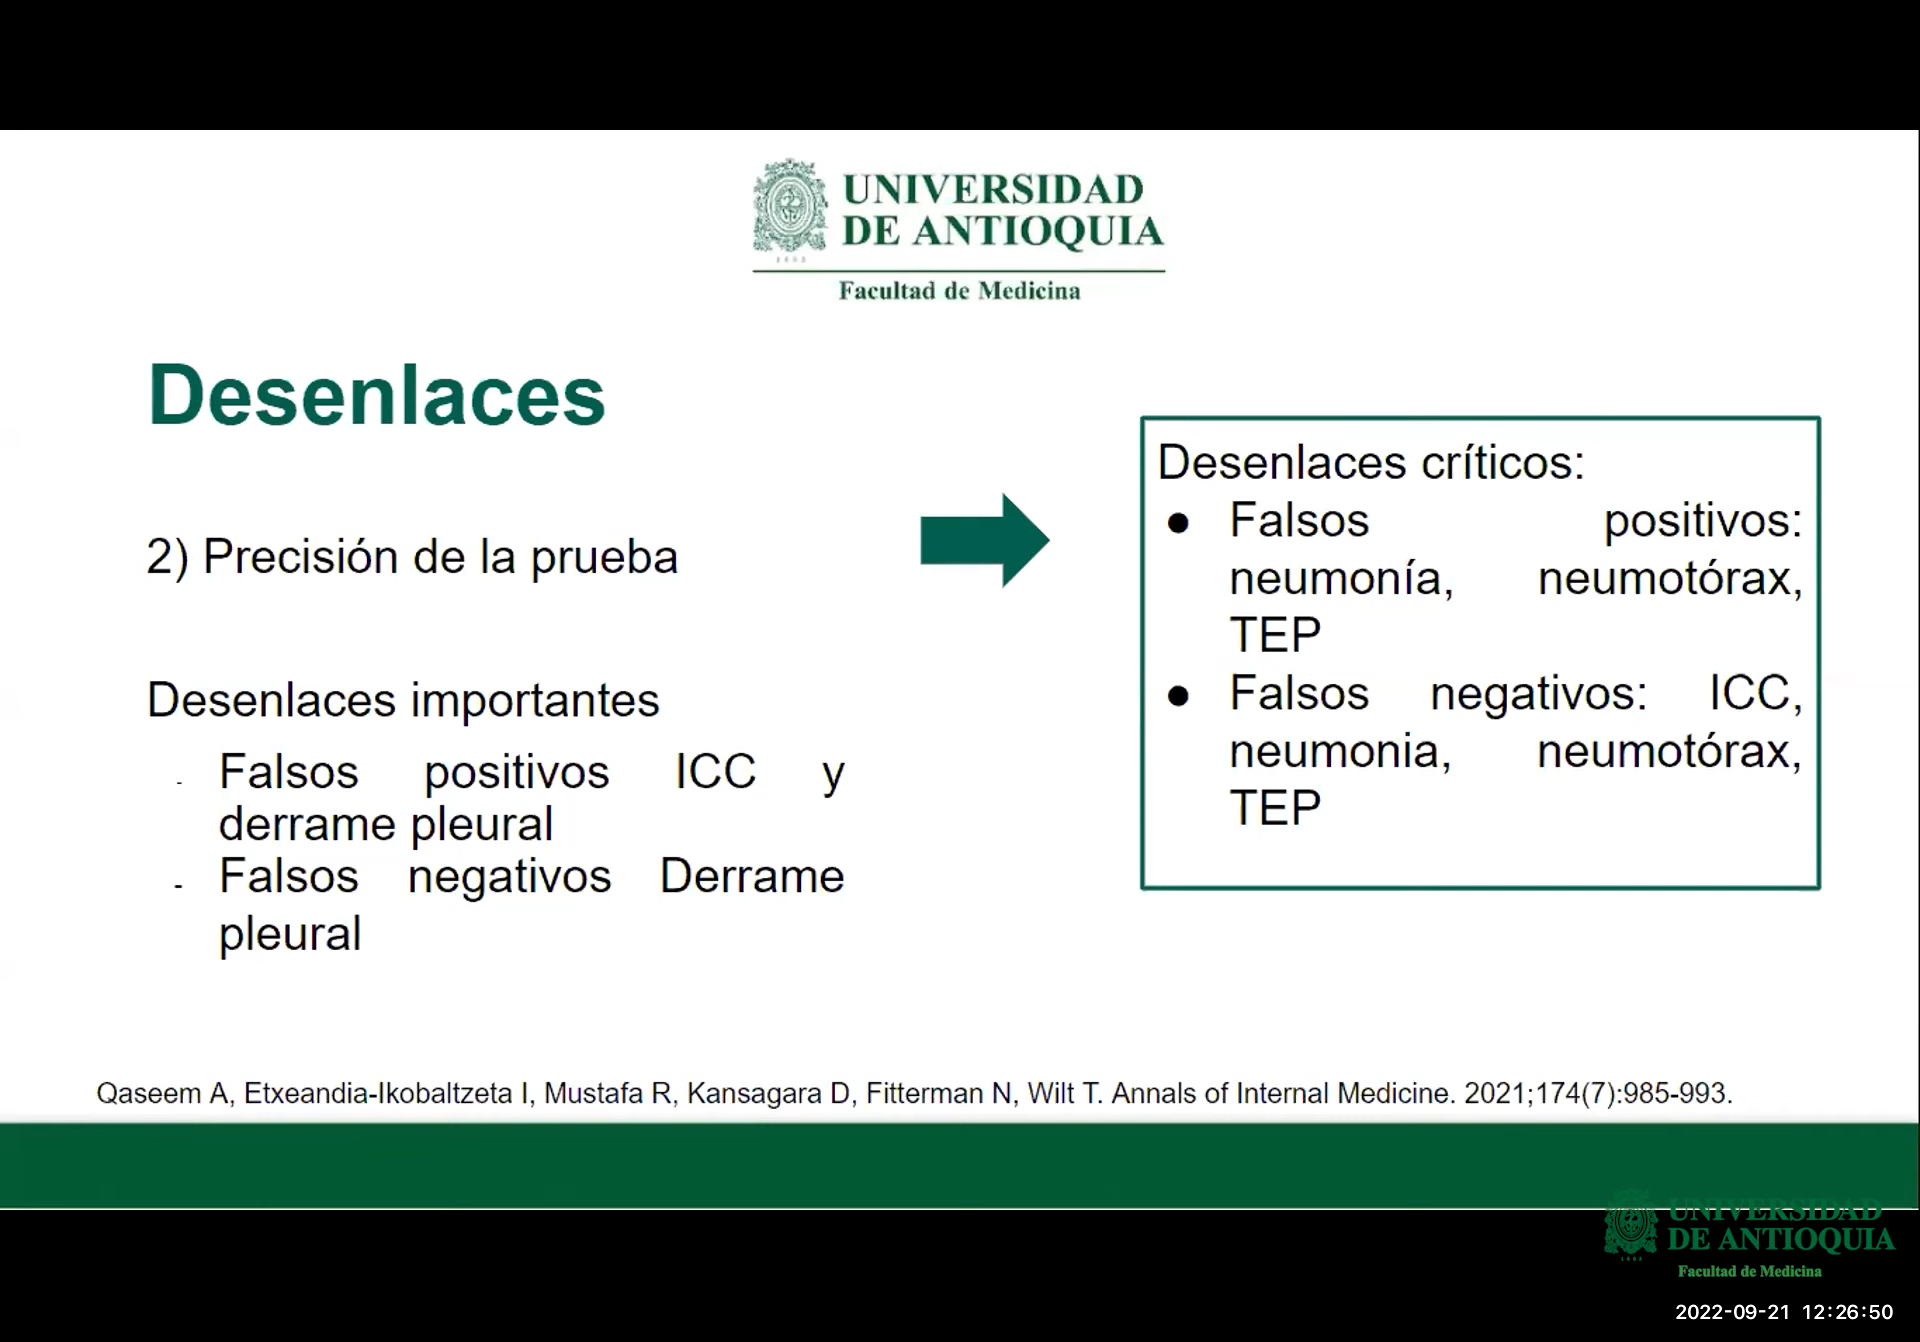 UNIVERSIDAD
DE ANTIOQUIA
1803
Facultad de Medicina
Desenlaces
2) Precisión de la prueba
Desenlaces importantes
- Falsos positivos ICC y
derrame pleural
- Falsos negativos Derrame
pleural
Desenlaces críticos:
● Falsos positivos:
neumonía, neumotórax,
TEP
● Falsos negativos: ICC,
neumonia, neumotórax,
TEP
Qaseem A, Etxeandia-Ikobaltzeta I, Mustafa R, Kansagara D, Fitterman N, Wilt T. Annals of Internal Medicine. 2021;174(7):985-993.
UNIVERSIDAD
DE ANTIOQUIA
1803
Facultad de Medicina
2022-09-21 12:26:50